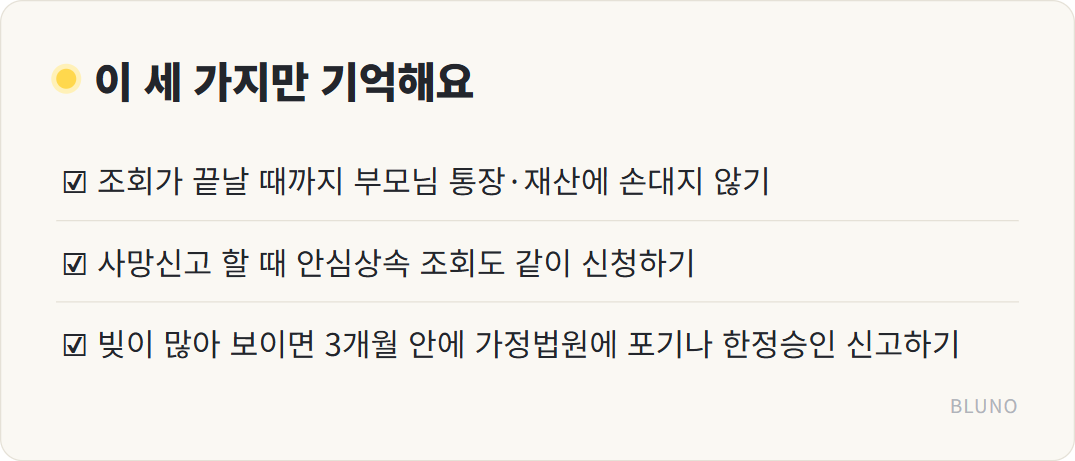 이 세 가지만 기억해요
☑ 조회가 끝날 때까지 부모님 통장·재산에 손대지 않기
☑ 사망신고 할 때 안심상속 조회도 같이 신청하기
☑ 빚이 많아 보이면 3개월 안에 가정법원에 포기나 한정승인 신고하기
BLUNO